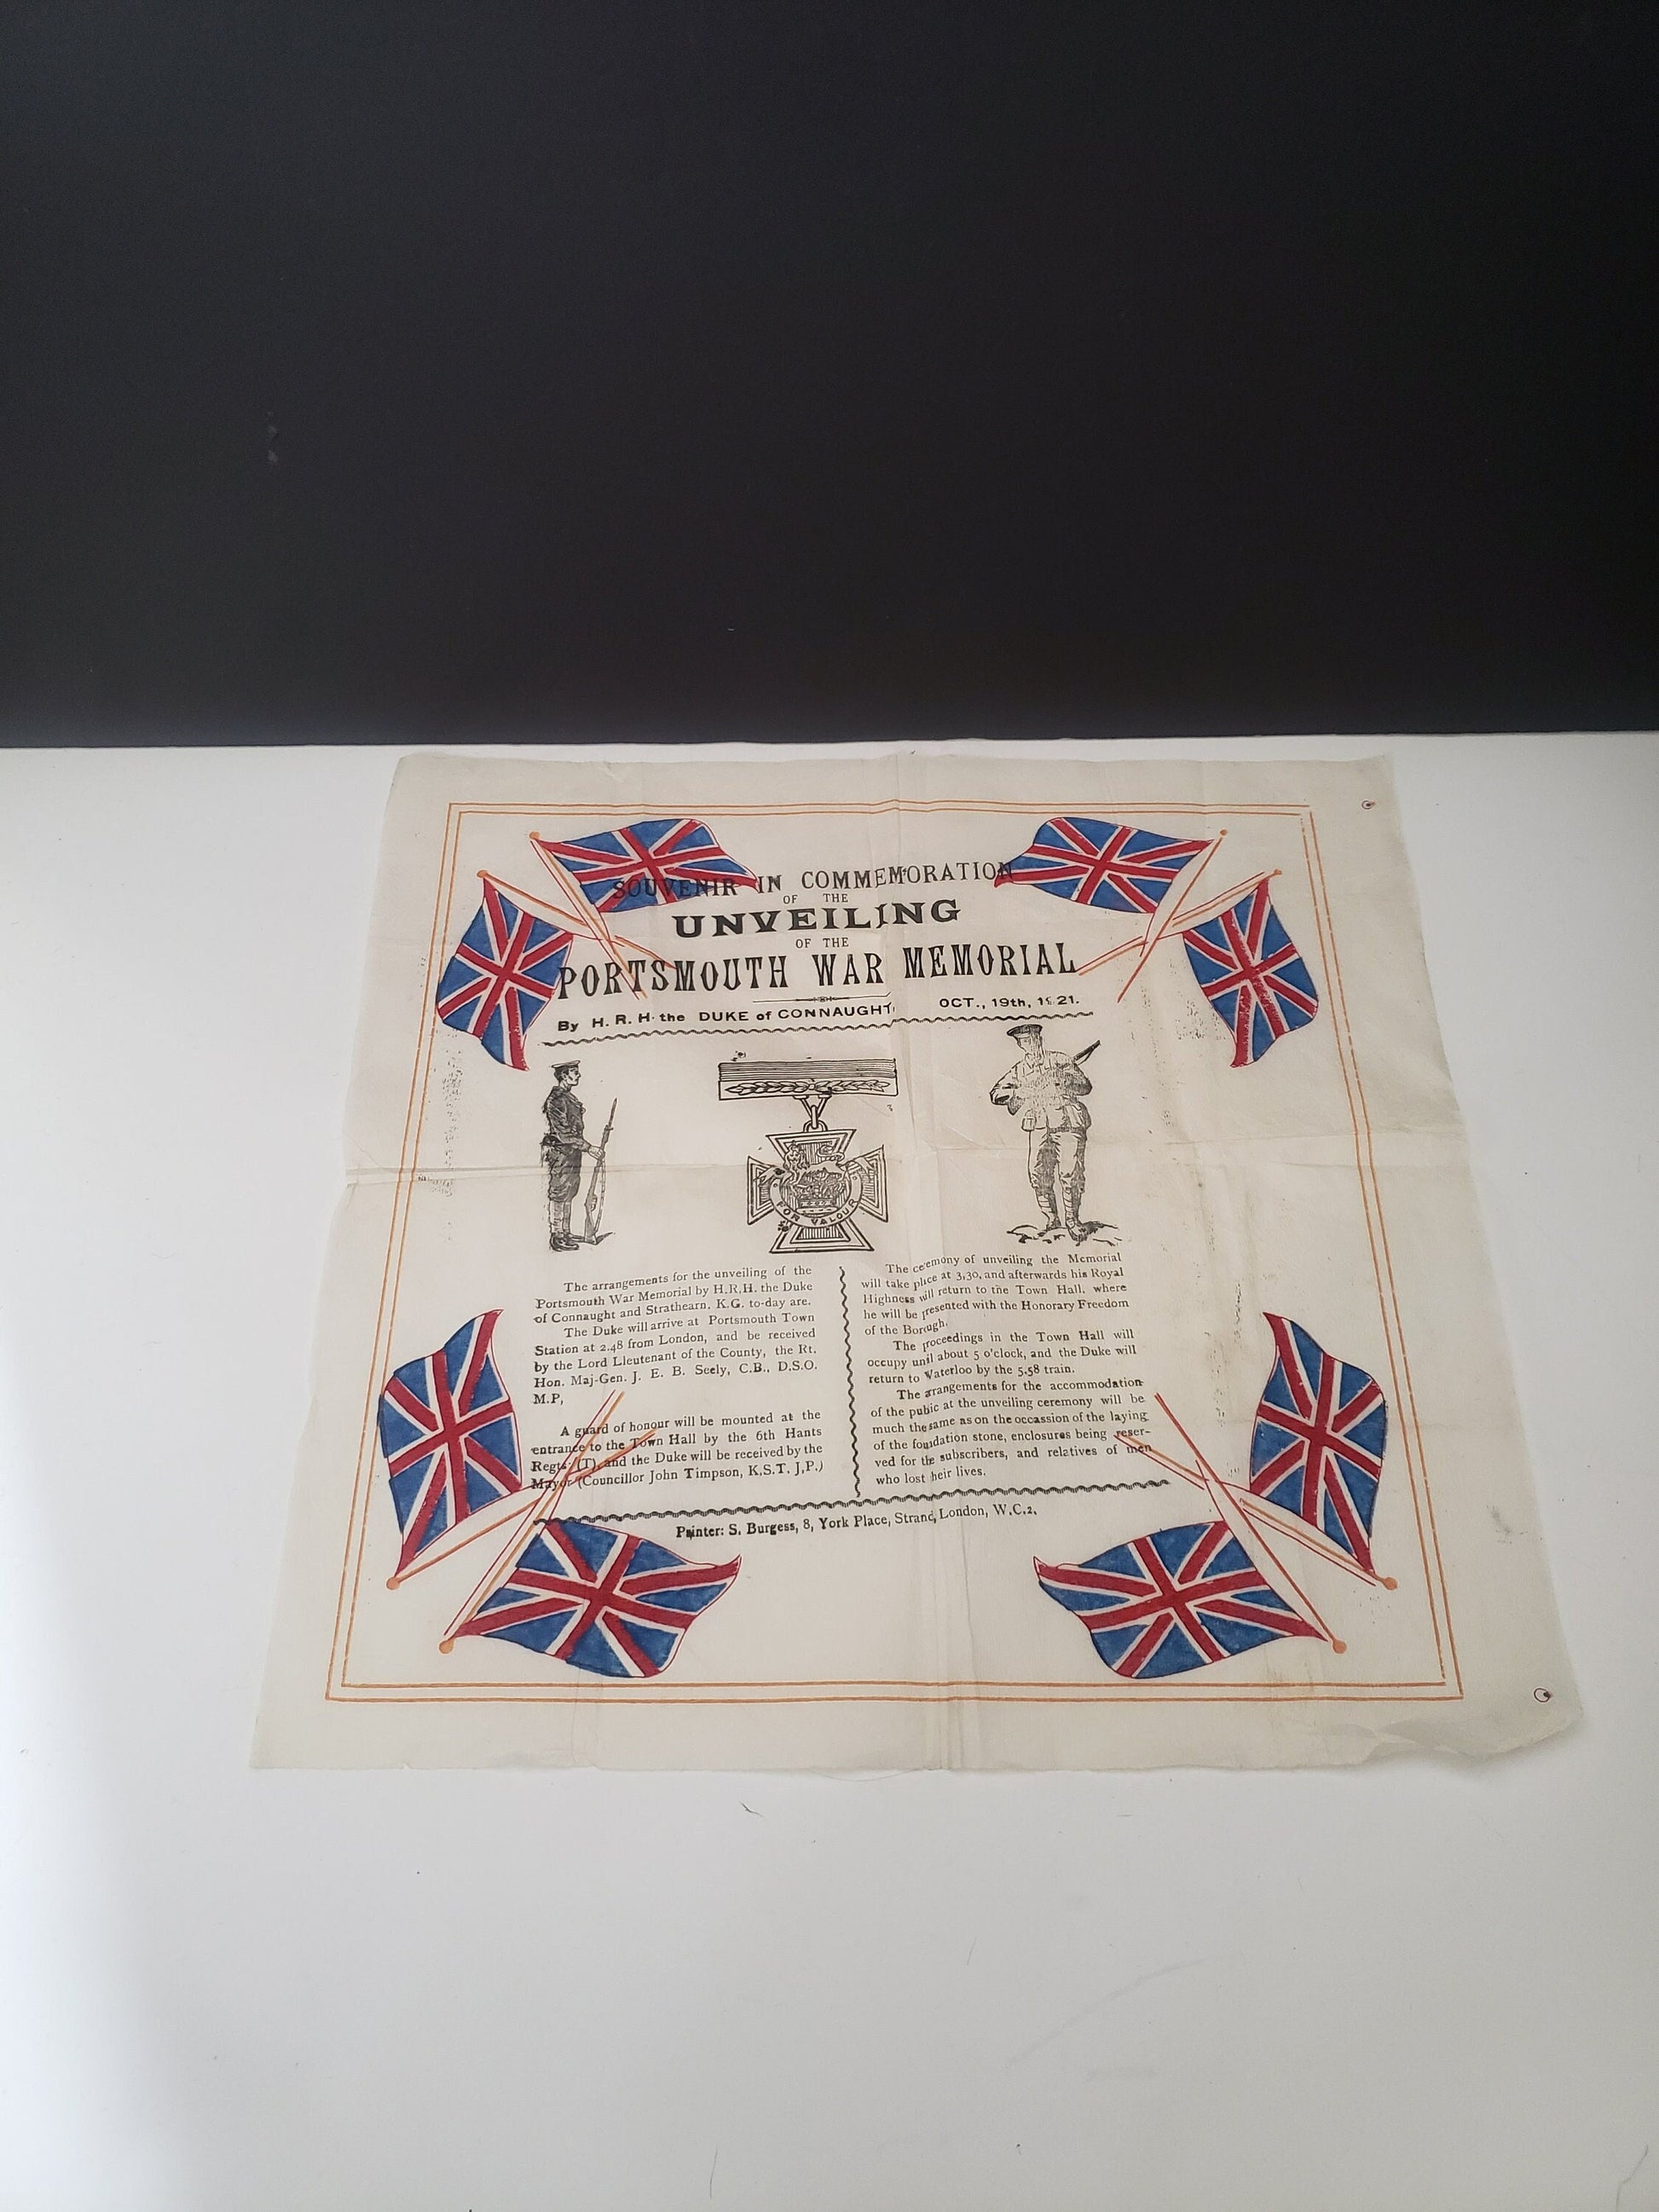 SOUVENIR IN COMMEMORATION
OF THE
UNVEILING
OF THE
PORTSMOUTH WAR MEMORIAL
By H. R. H. the DUKE of CONNAUGHT OCT., 19th, 1921.
FOR VALOUR
The arrangements for the unveiling of the
Portsmouth War Memorial by H.R.H. the Duke
of Connaught and Strathearn, K.G. to-day are.
The Duke will arrive at Portsmouth Town
Station at 2.48 from London, and be received
by the Lord Lieutenant of the County, the Rt.
Hon. Maj-Gen. J. E. B. Seely, C.B., D.S.O.
M.P,
A guard of honour will be mounted at the
entrance to the Town Hall by the 6th Hants
Regts (T), and the Duke will be received by the
Mayor (Councillor John Timpson, K,S.T. J,P.)
The ceremony of unveiling the Memorial
will take place at 3,30, and afterwards his Royal
Highness will return to the Town Hall, where
he will be presented with the Honorary Freedom
of the Borough.
The proceedings in the Town Hall will
occupy until about 5 o'clock, and the Duke will
return to Waterloo by the 5.58 train.
The arrangements for the accommodation
of the pubic at the unveiling ceremony will be
much the same as on the occassion of the laying
of the foundation stone, enclosures being reser-
ved for the subscribers, and relatives of men
who lost their lives.
Printer: S. Burgess, 8, York Place, Strand, London, W.C.2.